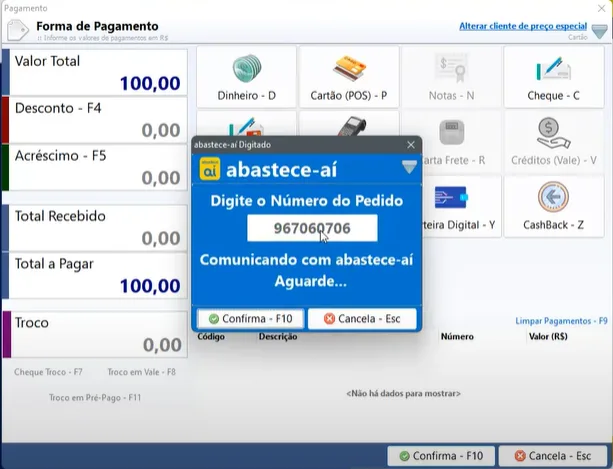 Pagamento
Forma de Pagamento
:: Informe os valores de pagamentos em R$
Alterar cliente de preço especial
Cartão
Valor Total
100,00
Desconto - F4
0,00
Acréscimo - F5
0,00
Total Recebido
0,00
Total a Pagar
100,00
Troco
0,00
Cheque Troco - F7
Troco em Vale - F8
Troco em Pré-Pago - F11
Dinheiro - D
Cartão (POS) - P
Notas - N
Cheque - C
Carta Frete - R
Créditos (Vale) - V
teira Digital - Y
CashBack - Z
abastece-aí Digitado
abastece
aí
abastece-aí
Digite o Número do Pedido
967060706
Comunicando com abastece-aí
Aguarde...
Confirma - F10
Cancela - Esc
Limpar Pagamentos - F9
Código
Descrição
Número
Valor (R$)
<Não há dados para mostrar>
Confirma - F10
Cancela - Esc